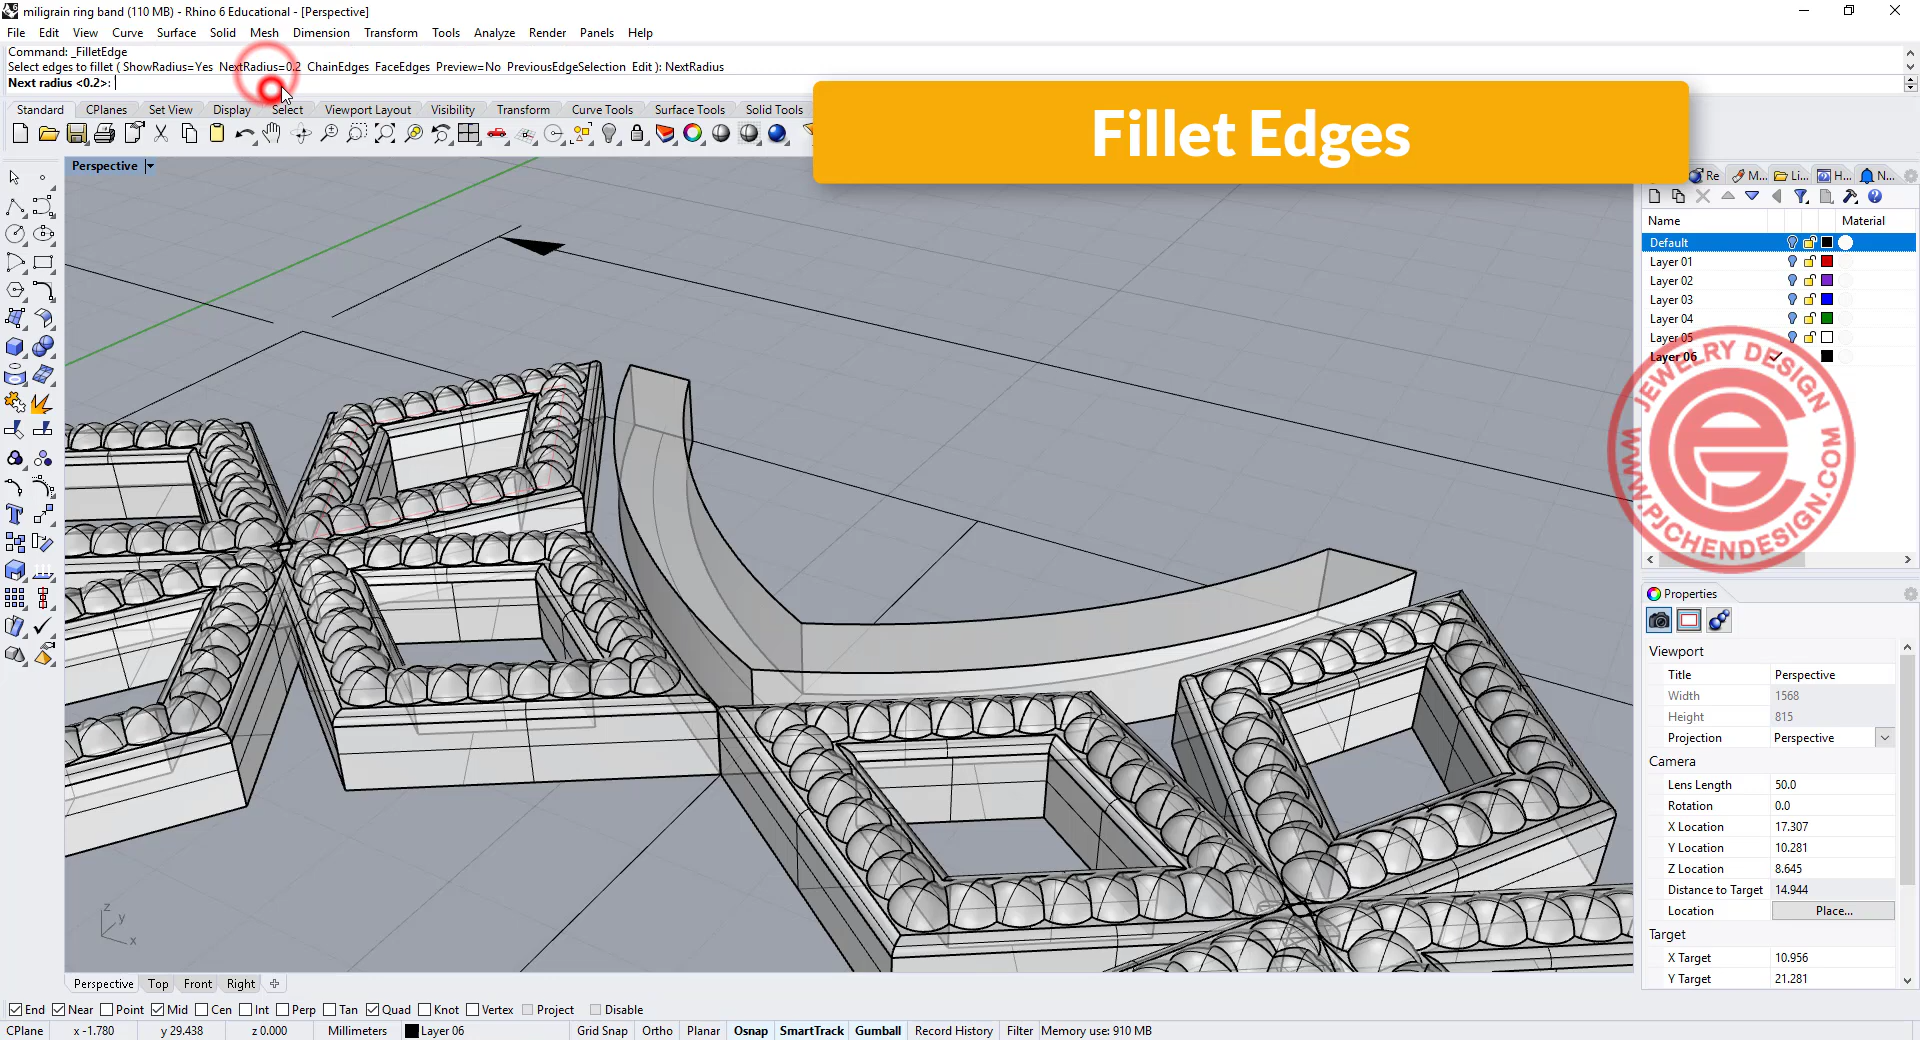 miligrain ring band (110 MB) - Rhino 6 Educational - [Perspective]
File Edit View Curve Surface Solid Mesh Dimension Transform Tools Analyze Render Panels Help
Command: _FilletEdge
Select edges to fillet ( ShowRadius=Yes NextRadius=0.2 ChainEdges FaceEdges Preview=No PreviousEdgeSelection Edit ): NextRadius
Next radius <0.2>:
Standard CPlanes Set View Display Select Viewport Layout Visibility Transform Curve Tools Surface Tools Solid Tools
Fillet Edges
Perspective
Re M... Li... H... N...
Name Material
Default
Layer 01
Layer 02
Layer 03
Layer 04
Layer 05
Layer 06
JEWELRY DESIGN
WWW.PJCHENDESIGN.COM
Properties
Viewport
Title Perspective
Width 1568
Height 815
Projection Perspective
Camera
Lens Length 50.0
Rotation 0.0
X Location 17.307
Y Location 10.281
Z Location 8.645
Distance to Target 14.944
Location Place...
Target
X Target 10.956
Y Target 21.281
z
y
x
Perspective Top Front Right
End Near Point Mid Cen Int Perp Tan Quad Knot Vertex Project Disable
CPlane x -1.780 y 29.438 z 0.000 Millimeters Layer 06 Grid Snap Ortho Planar Osnap SmartTrack Gumball Record History Filter Memory use: 910 MB